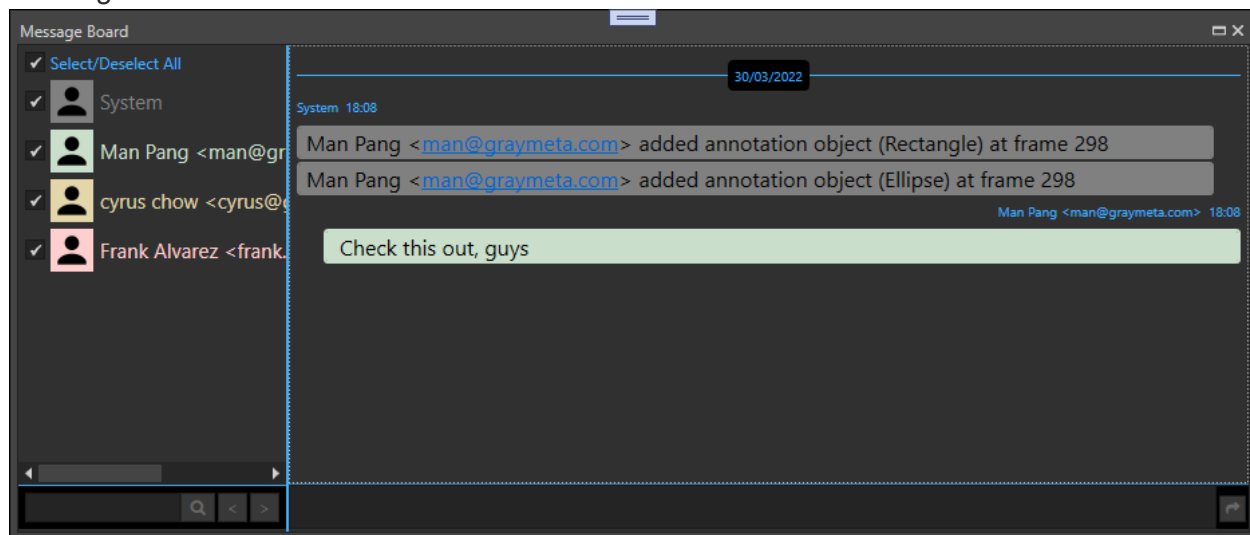 Message Board
Select/Deselect All
System
Man Pang <man@gr
cyrus chow <cyrus@
Frank Alvarez <frank.
< >
30/03/2022
System 18:08
Man Pang <man@graymeta.com> added annotation object (Rectangle) at frame 298
Man Pang <man@graymeta.com> added annotation object (Ellipse) at frame 298
Man Pang <man@graymeta.com> 18:08
Check this out, guys